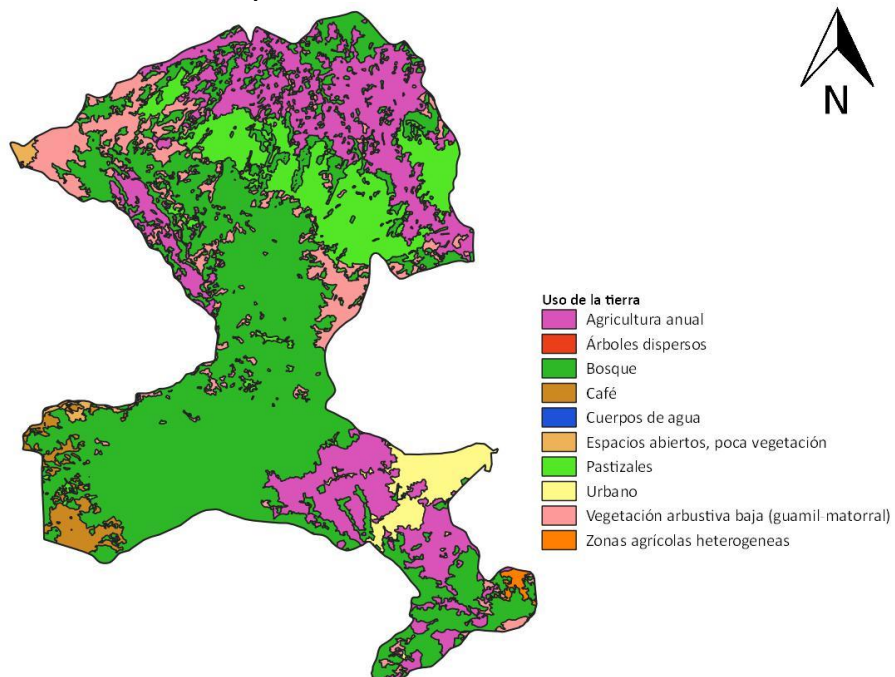 N
Uso de la tierra
Agricultura anual
Árboles dispersos
Bosque
Café
Cuerpos de agua
Espacios abiertos, poca vegetación
Pastizales
Urbano
Vegetación arbustiva baja (guamil-matorral)
Zonas agrícolas heterogeneas